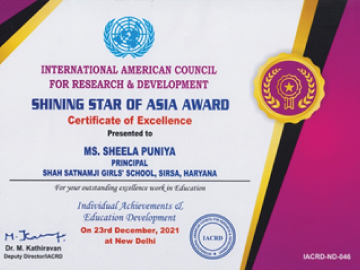 INTERNATIONAL AMERICAN COUNCIL
FOR RESEARCH & DEVELOPMENT
SHINING STAR OF ASIA AWARD
Certificate of Excellence
Presented to
MS. SHEELA PUNIYA
PRINCIPAL
SHAH SATNAMJI GIRLS' SCHOOL, SIRSA, HARYANA
For your outstanding excellence work in Education
Individual Achievements &
Education Development
On 23rd December, 2021
at New Delhi
Dr. M. Kathiravan
Deputy Director/IACRD
IACRD
IACRD-ND-046